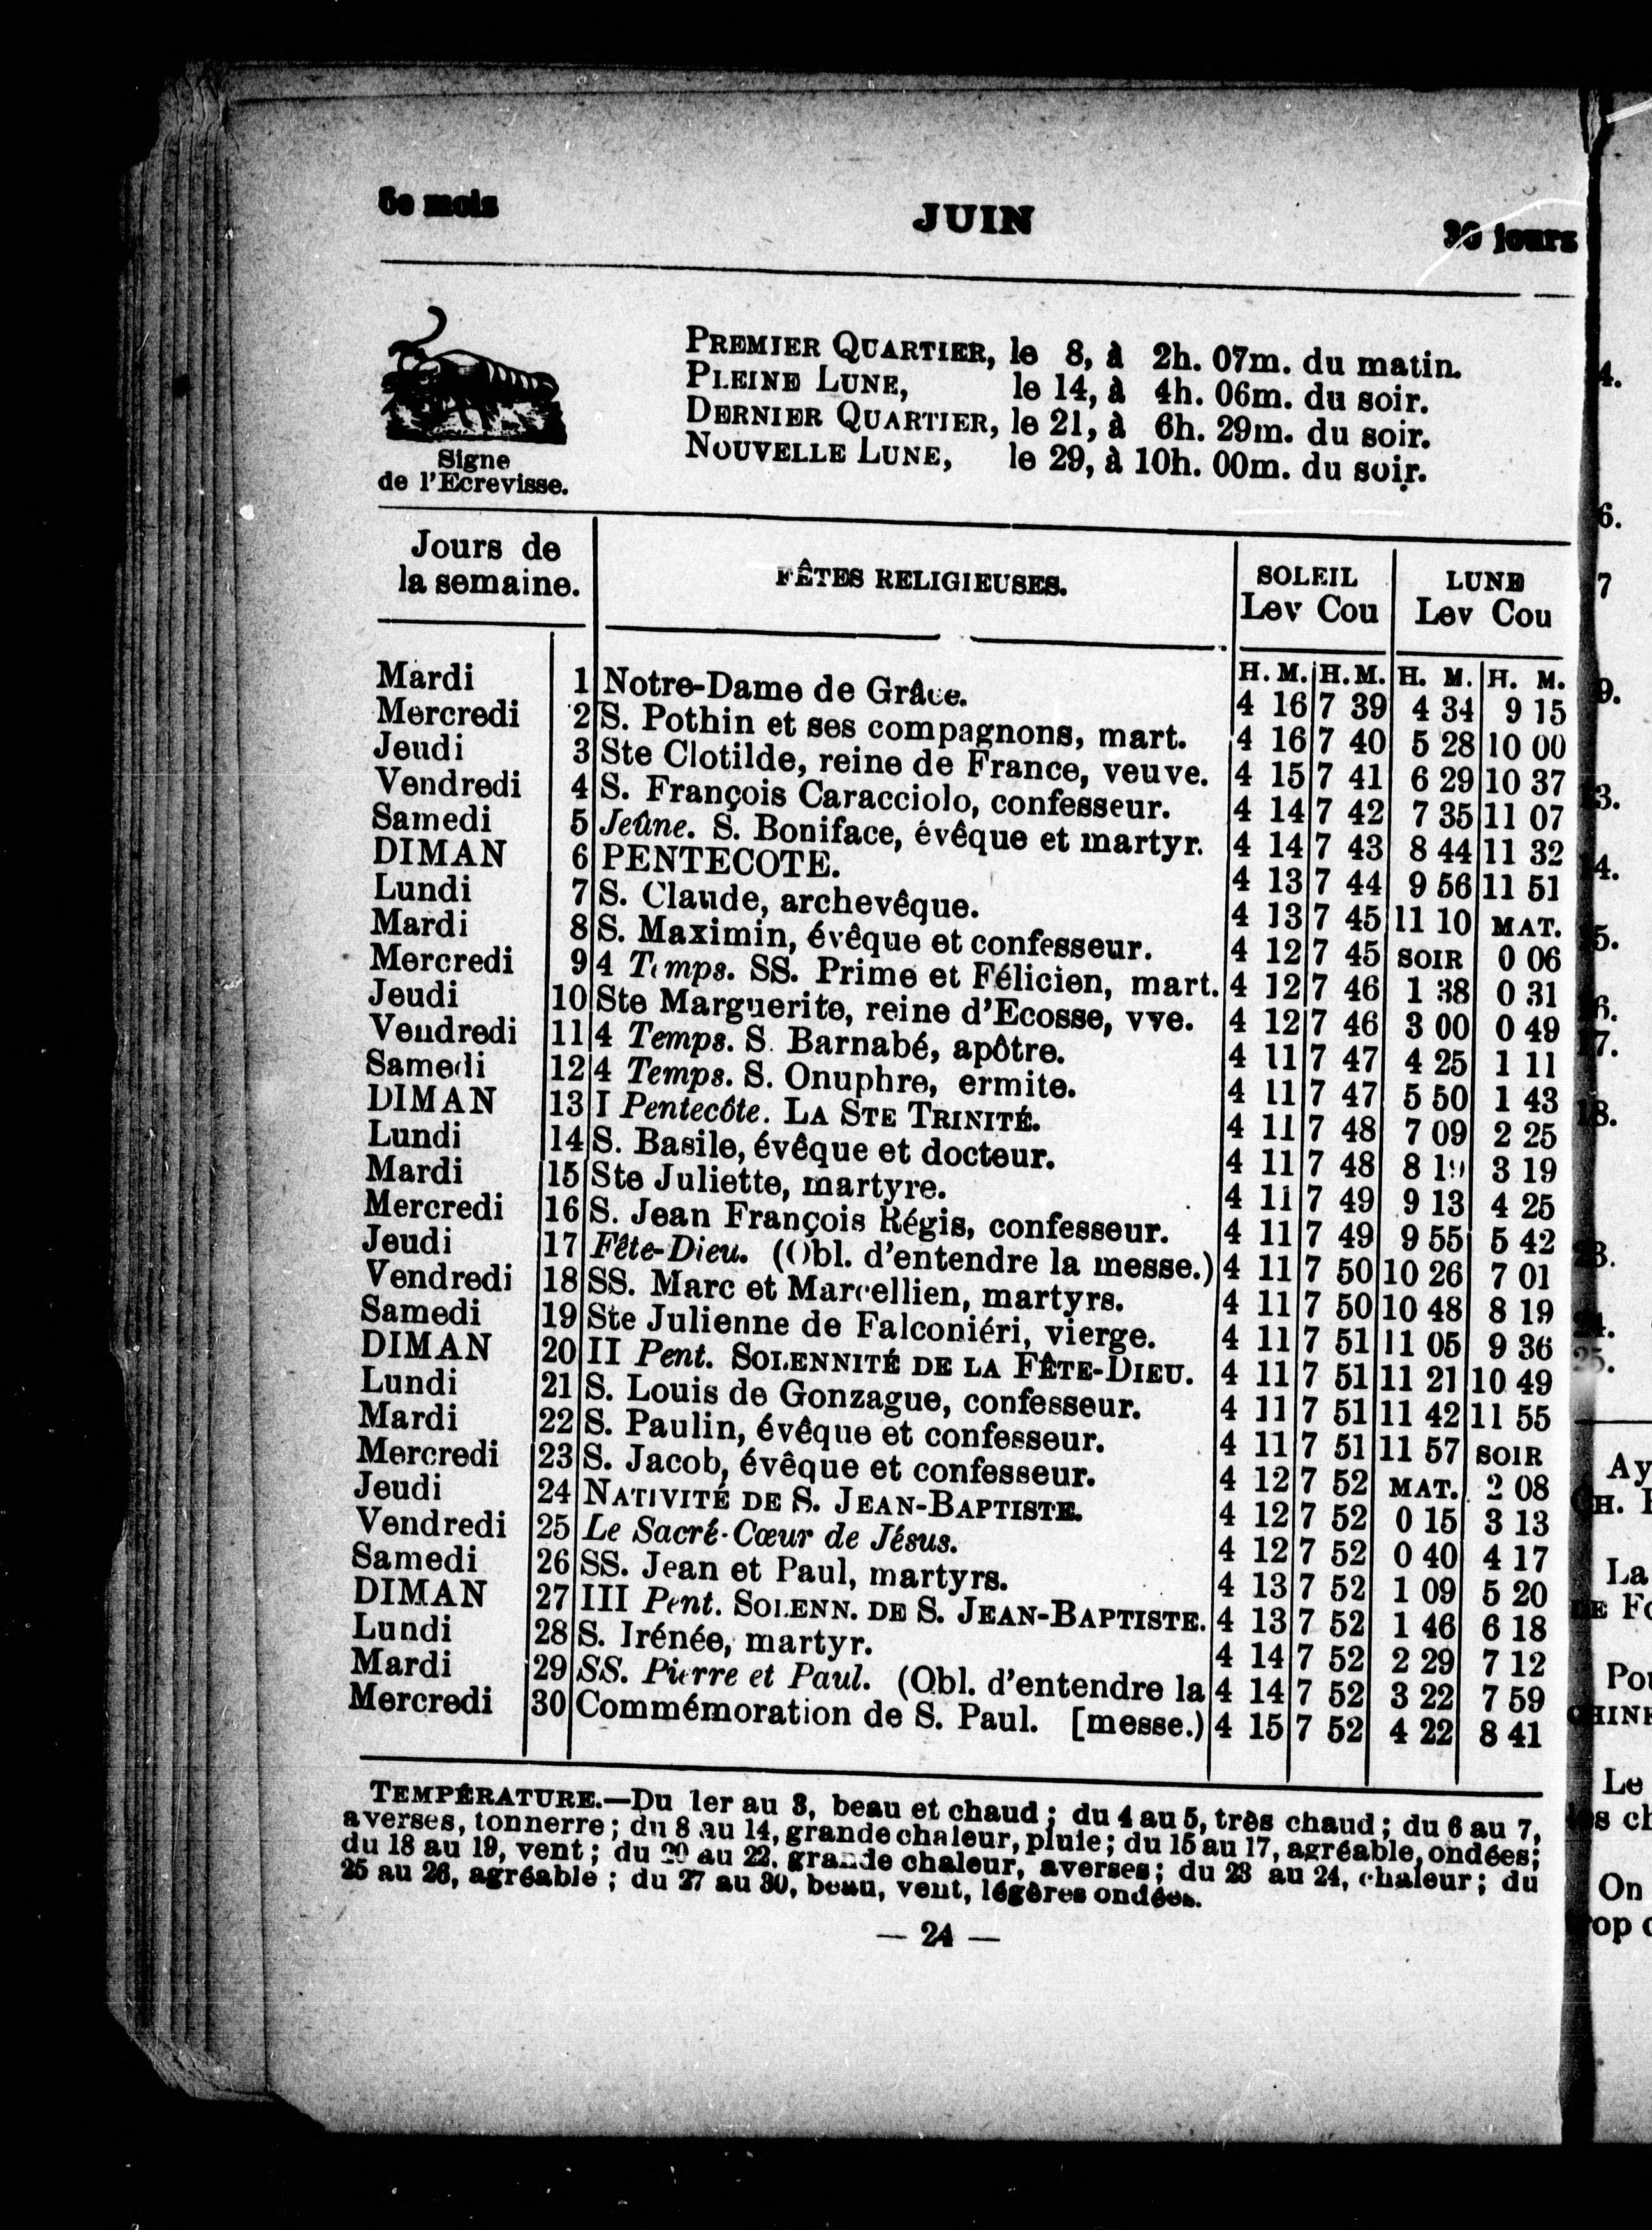 6e mois
JUIN
30 jours
PREMIER QUARTIER, le 8, à 2h. 07m. du matin.
PLEINE LUNE, le 14, à 4h. 06m. du soir.
DERNIER QUARTIER, le 21, à 6h. 29m. du soir.
NOUVELLE LUNE, le 29, à 10h. 00m. du soir.
Signe
de l'Ecrevisse.
Jours de la semaine. FÊTES RELIGIEUSES. SOLEIL LUNE
Lev Cou Lev Cou
H. M. H. M. H. M. H. M.
Mardi 1 Notre-Dame de Grâce. 4 16 7 39 4 34 9 15
Mercredi 2 S. Pothin et ses compagnons, mart. 4 16 7 40 5 28 10 00
Jeudi 3 Ste Clotilde, reine de France, veuve. 4 15 7 41 6 29 10 37
Vendredi 4 S. François Caracciolo, confesseur. 4 14 7 42 7 35 11 07
Samedi 5 Jeûne. S. Boniface, évêque et martyr. 4 14 7 43 8 44 11 32
DIMAN 6 PENTECOTE. 4 13 7 44 9 56 11 51
Lundi 7 S. Claude, archevêque. 4 13 7 45 11 10 MAT.
Mardi 8 S. Maximin, évêque et confesseur. 4 12 7 45 SOIR 0 06
Mercredi 9 4 Temps. SS. Prime et Félicien, mart. 4 12 7 46 1 38 0 31
Jeudi 10 Ste Marguerite, reine d'Ecosse, vve. 4 12 7 46 3 00 0 49
Vendredi 11 4 Temps. S. Barnabé, apôtre. 4 11 7 47 4 25 1 11
Samedi 12 4 Temps. S. Onuphre, ermite. 4 11 7 47 5 50 1 43
DIMAN 13 I Pentecôte. LA STE TRINITÉ. 4 11 7 48 7 09 2 25
Lundi 14 S. Basile, évêque et docteur. 4 11 7 48 8 19 3 19
Mardi 15 Ste Juliette, martyre. 4 11 7 49 9 13 4 25
Mercredi 16 S. Jean François Régis, confesseur. 4 11 7 49 9 55 5 42
Jeudi 17 Fête-Dieu. (Obl. d'entendre la messe.) 4 11 7 50 10 26 7 01
Vendredi 18 SS. Marc et Marcellien, martyrs. 4 11 7 50 10 48 8 19
Samedi 19 Ste Julienne de Falconiéri, vierge. 4 11 7 51 11 05 9 36
DIMAN 20 II Pent. SOLENNITÉ DE LA FÊTE-DIEU. 4 11 7 51 11 21 10 49
Lundi 21 S. Louis de Gonzague, confesseur. 4 11 7 51 11 42 11 55
Mardi 22 S. Paulin, évêque et confesseur. 4 11 7 51 11 57 SOIR
Mercredi 23 S. Jacob, évêque et confesseur. 4 12 7 52 MAT. 2 08
Jeudi 24 NATIVITÉ DE S. JEAN-BAPTISTE. 4 12 7 52 0 15 3 13
Vendredi 25 Le Sacré-Cœur de Jésus. 4 12 7 52 0 40 4 17
Samedi 26 SS. Jean et Paul, martyrs. 4 13 7 52 1 09 5 20
DIMAN 27 III Pent. SOLENN. DE S. JEAN-BAPTISTE. 4 13 7 52 1 46 6 18
Lundi 28 S. Irénée, martyr. 4 14 7 52 2 29 7 12
Mardi 29 SS. Pierre et Paul. (Obl. d'entendre la 4 14 7 52 3 22 7 59
Mercredi 30 Commémoration de S. Paul. [messe.) 4 15 7 52 4 22 8 41
TEMPÉRATURE.—Du 1er au 3, beau et chaud; du 4 au 5, très chaud; du 6 au 7,
averses, tonnerre; du 8 au 14, grande chaleur, pluie; du 15 au 17, agréable, ondées;
du 18 au 19, vent; du 20 au 22, grande chaleur, averses; du 23 au 24, chaleur; du
25 au 26, agréable; du 27 au 30, beau, vent, légères ondées.
— 24 —